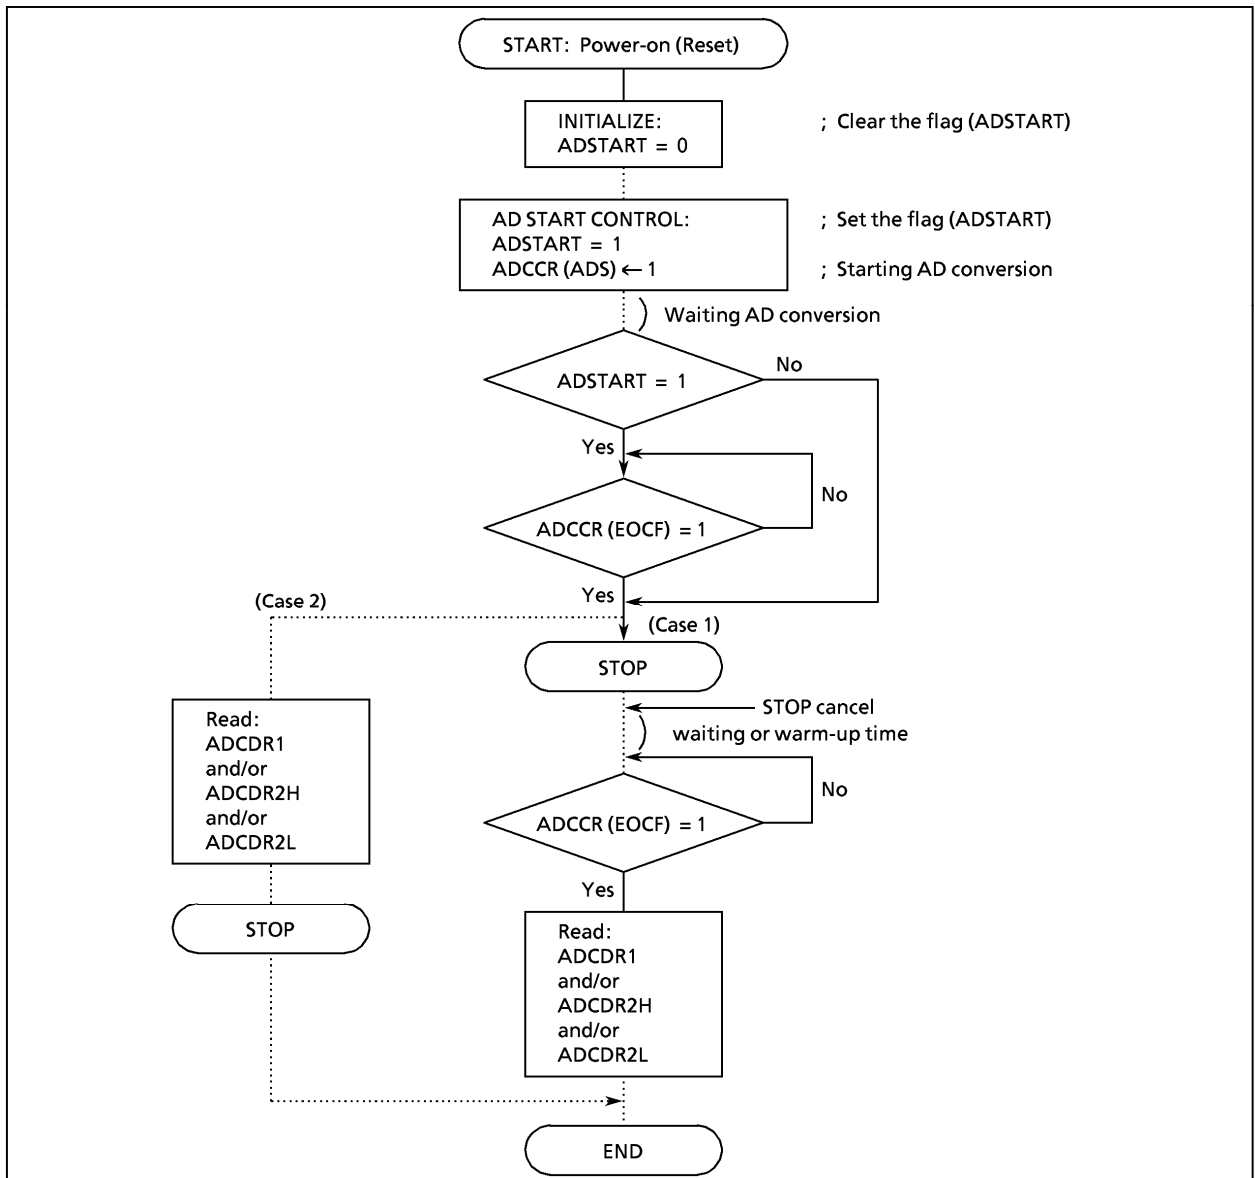 START: Power-on (Reset)
INITIALIZE:
ADSTART = 0
; Clear the flag (ADSTART)
AD START CONTROL:
ADSTART = 1
ADCCR (ADS) ← 1
; Set the flag (ADSTART)
; Starting AD conversion
Waiting AD conversion
ADSTART = 1
No
Yes
No
ADCCR (EOCF) = 1
Yes
(Case 2)
(Case 1)
STOP
STOP cancel
waiting or warm-up time
Read:
ADCDR1
and/or
ADCDR2H
and/or
ADCDR2L
No
ADCCR (EOCF) = 1
Yes
STOP
Read:
ADCDR1
and/or
ADCDR2H
and/or
ADCDR2L
END